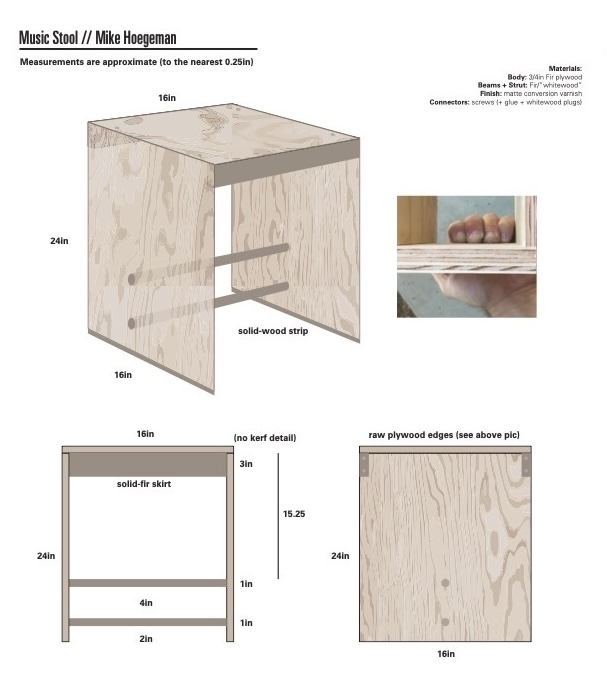 Music Stool // Mike Hoegeman
Measurements are approximate (to the nearest 0.25in)
Materials:
Body: 3/4in Fir plywood
Beams + Strut: Fir/"whitewood"
Finish: matte conversion varnish
Connectors: screws (+ glue + whitewood plugs)
16in
24in
solid-wood strip
16in
16in
(no kerf detail)
raw plywood edges (see above pic)
3in
solid-fir skirt
15.25
24in
24in
1in
4in
1in
2in
16in